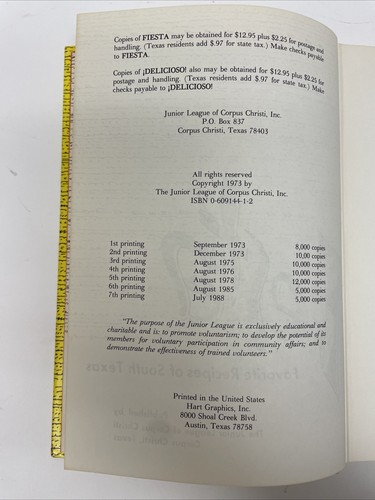 Copies of FIESTA may be obtained for $12.95 plus $2.25 for postage and
handling. (Texas residents add $.97 for state tax.) Make checks payable
to FIESTA.
Copies of ¡DELICIOSO! also may be obtained for $12.95 plus $2.25 for
postage and handling. (Texas residents add $.97 for state tax.) Make
checks payable to ¡DELICIOSO!
Junior League of Corpus Christi, Inc.
P.O. Box 837
Corpus Christi, Texas 78403
All rights reserved
Copyright 1973 by
The Junior League of Corpus Christi, Inc.
ISBN 0-609144-1-2
1st printing September 1973 8,000 copies
2nd printing December 1973 10,00 copies
3rd printing August 1975 10,000 copies
4th printing August 1976 10,000 copies
5th printing August 1978 12,000 copies
6th printing August 1985 5,000 copies
7th printing July 1988 5,000 copies
"The purpose of the Junior League is exclusively educational and
charitable and is: to promote voluntarism; to develop the potential of its
members for voluntary participation in community affairs; and to
demonstrate the effectiveness of trained volunteers."
Printed in the United States
Hart Graphics, Inc.
8000 Shoal Creek Blvd.
Austin, Texas 78758